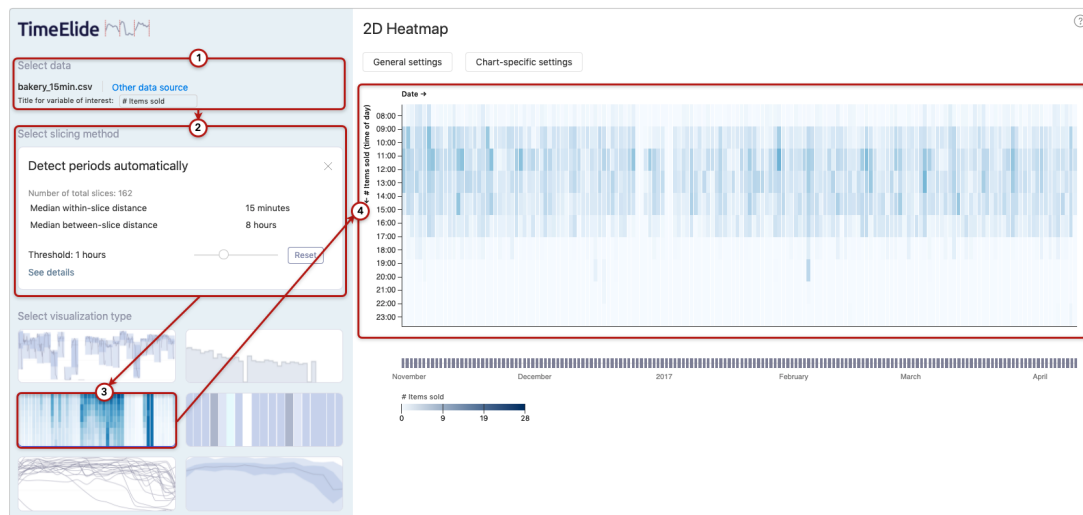 TimeElide
Select data
1
bakery_15min.csv
Other data source
Title for variable of interest:
# Items sold
2
Select slicing method
Detect periods automatically
Number of total slices: 162
Median within-slice distance
15 minutes
Median between-slice distance
8 hours
Threshold: 1 hours
Reset
See details
Select visualization type
3
2D Heatmap
?
General settings
Chart-specific settings
4
Date →
← # Items sold (time of day)
08:00
09:00
10:00
11:00
12:00
13:00
14:00
15:00
16:00
17:00
18:00
19:00
20:00
21:00
22:00
23:00
November
December
2017
February
March
April
# Items sold
0
9
19
28